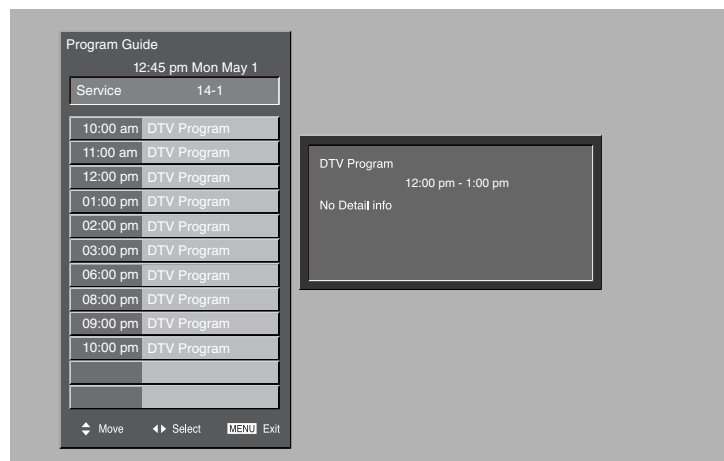 Program Guide
12:45 pm Mon May 1
Service 14-1
10:00 am DTV Program
11:00 am DTV Program
12:00 pm DTV Program
01:00 pm DTV Program
02:00 pm DTV Program
03:00 pm DTV Program
06:00 pm DTV Program
08:00 pm DTV Program
09:00 pm DTV Program
10:00 pm DTV Program
Move Select MENU Exit
DTV Program
12:00 pm - 1:00 pm
No Detail info